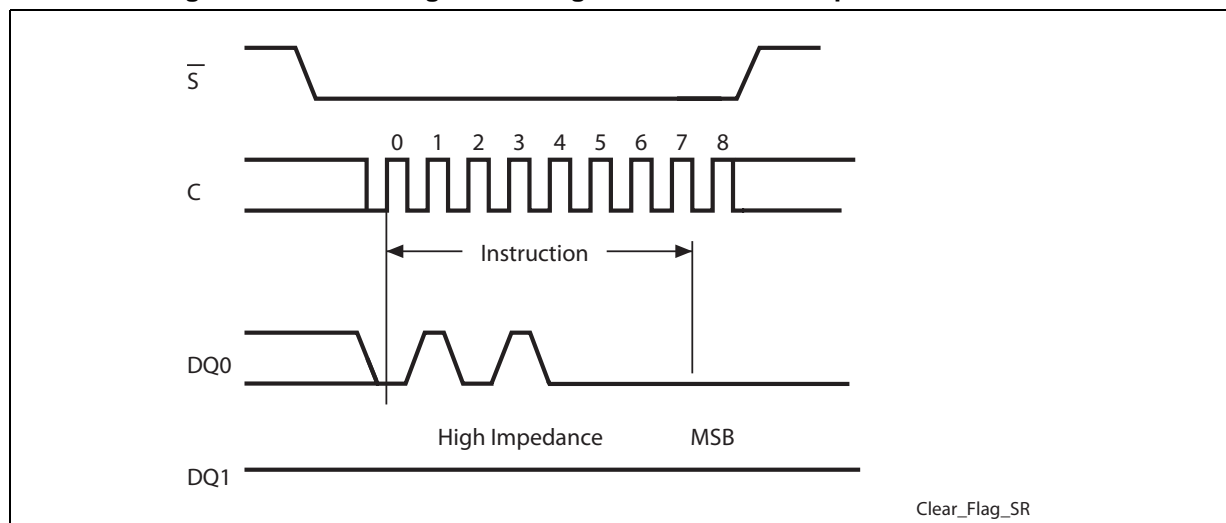 S
0 1 2 3 4 5 6 7 8
C
Instruction
DQ0
High Impedance MSB
DQ1
Clear_Flag_SR